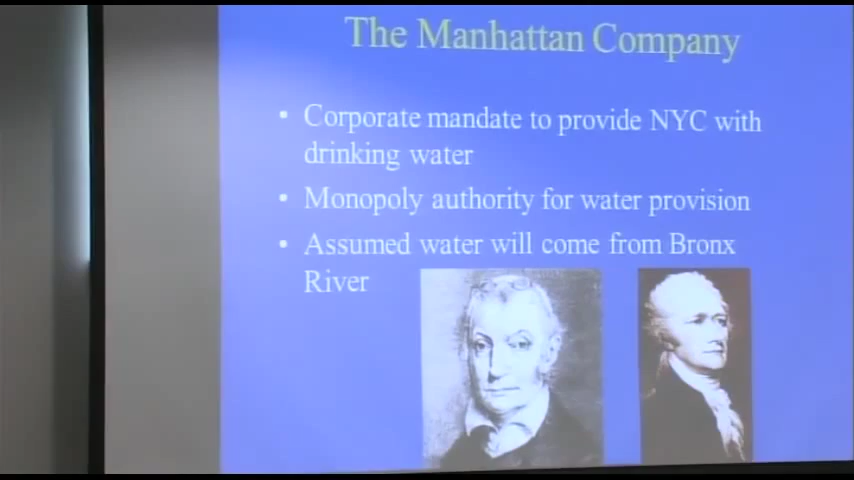 The Manhattan Company
• Corporate mandate to provide NYC with
drinking water
• Monopoly authority for water provision
• Assumed water will come from Bronx
River